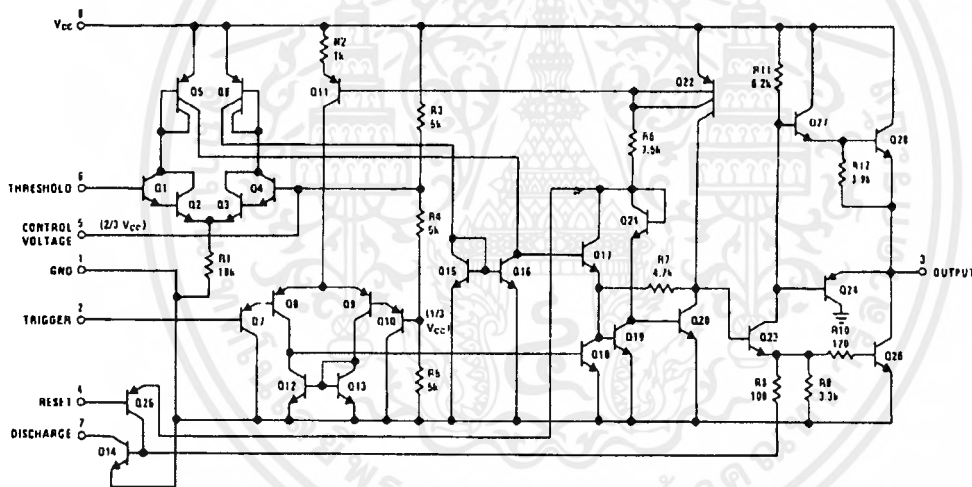 8
VCC
R2
1k
Q5
Q6
Q11
Q22
R11
6.2k
Q27
Q28
R3
5k
R6
7.5k
R12
3.9k
THRESHOLD 6
Q1
Q2
Q3
Q4
CONTROL
VOLTAGE
5
(2/3 VCC)
R1
10k
R4
5k
Q21
Q15
Q16
Q17
R7
4.7k
3
OUTPUT
GND 1
TRIGGER 2
Q7
Q8
Q9
Q10
(1/3
VCC)
Q18
Q19
Q20
Q23
Q24
R10
120
Q26
Q12
Q13
R5
5k
R8
100
R9
3.3k
RESET 4
Q25
DISCHARGE 7
Q14